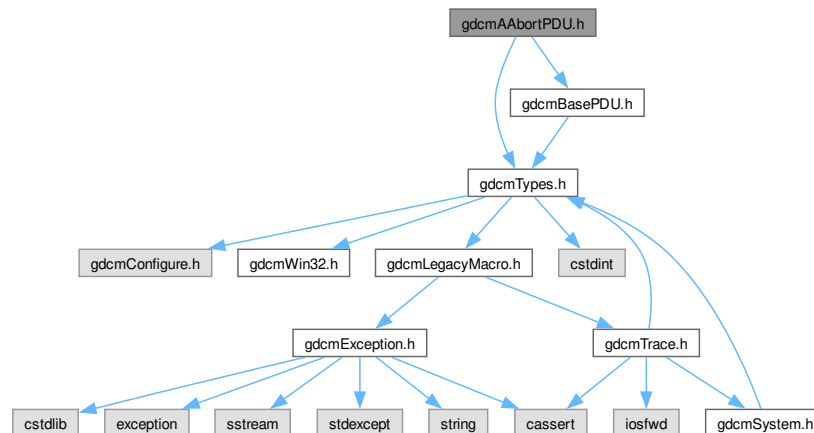 gdcmAAbortPDU.h
gdcmBasePDU.h
gdcmTypes.h
gdcmConfigure.h
gdcmWin32.h
gdcmLegacyMacro.h
cstdint
gdcmException.h
gdcmTrace.h
cstdlib
exception
sstream
stdexcept
string
cassert
iosfwd
gdcmSystem.h